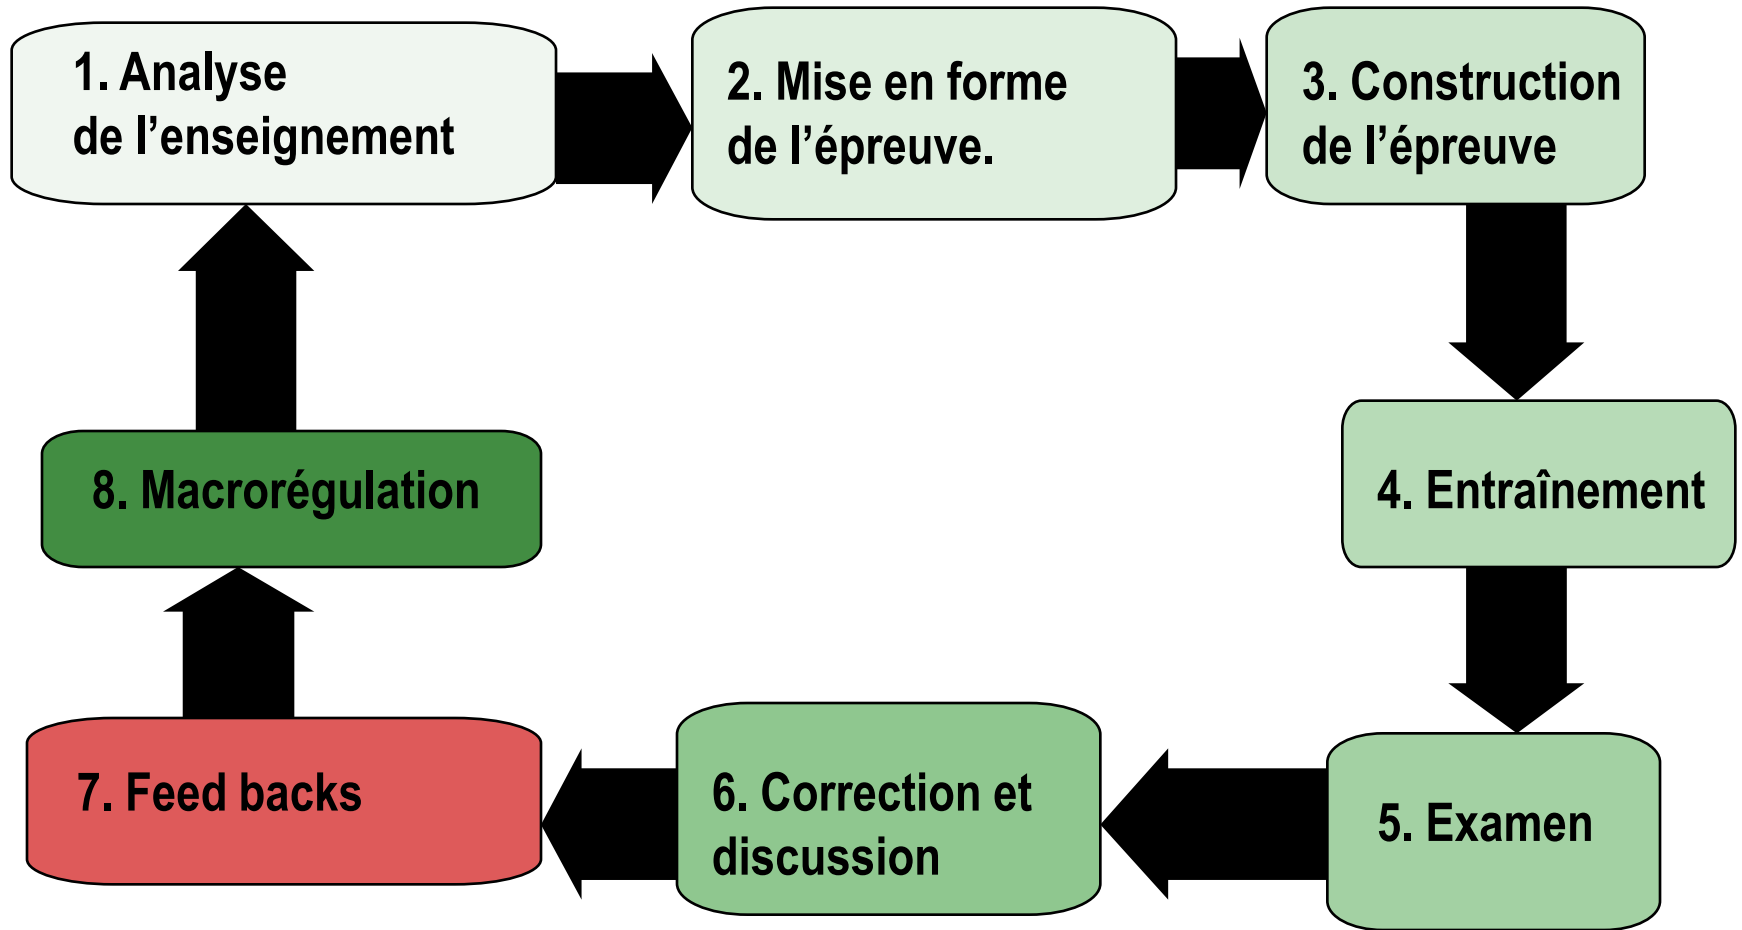 1. Analyse
de l’enseignement
2. Mise en forme
de l’épreuve.
3. Construction
de l’épreuve
4. Entraînement
5. Examen
6. Correction et
discussion
7. Feed backs
8. Macrorégulation